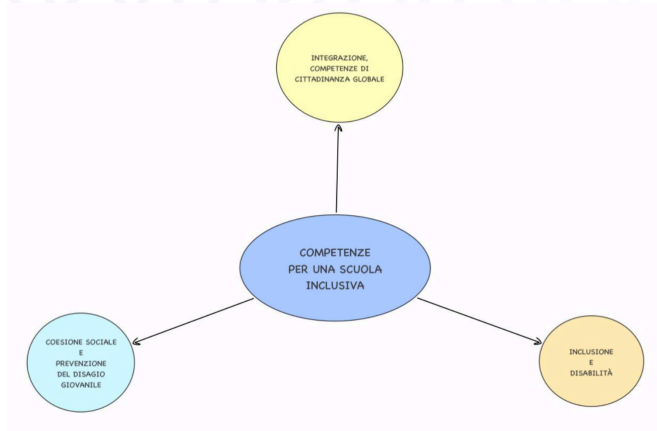 INTEGRAZIONE,
COMPETENZE DI
CITTADINANZA GLOBALE
COMPETENZE
PER UNA SCUOLA
INCLUSIVA
COESIONE SOCIALE
E
PREVENZIONE
DEL DISAGIO
GIOVANILE
INCLUSIONE
E
DISABILITÀ